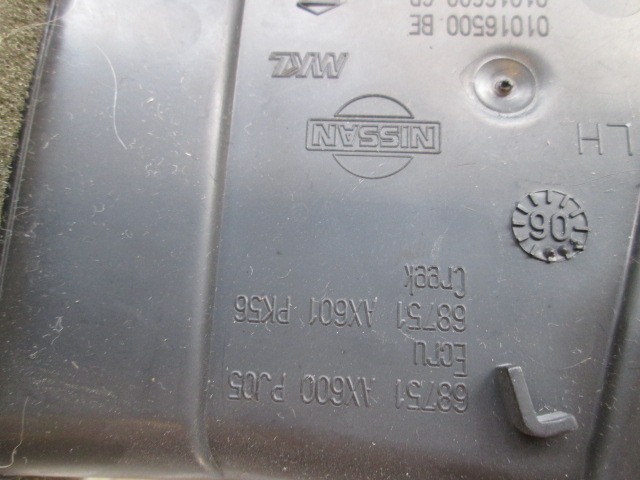 68751 AX600 PJ05
Ecru
68751 AX601 PK56
Creek
06
LH
NISSAN
MKL
01016500 BE